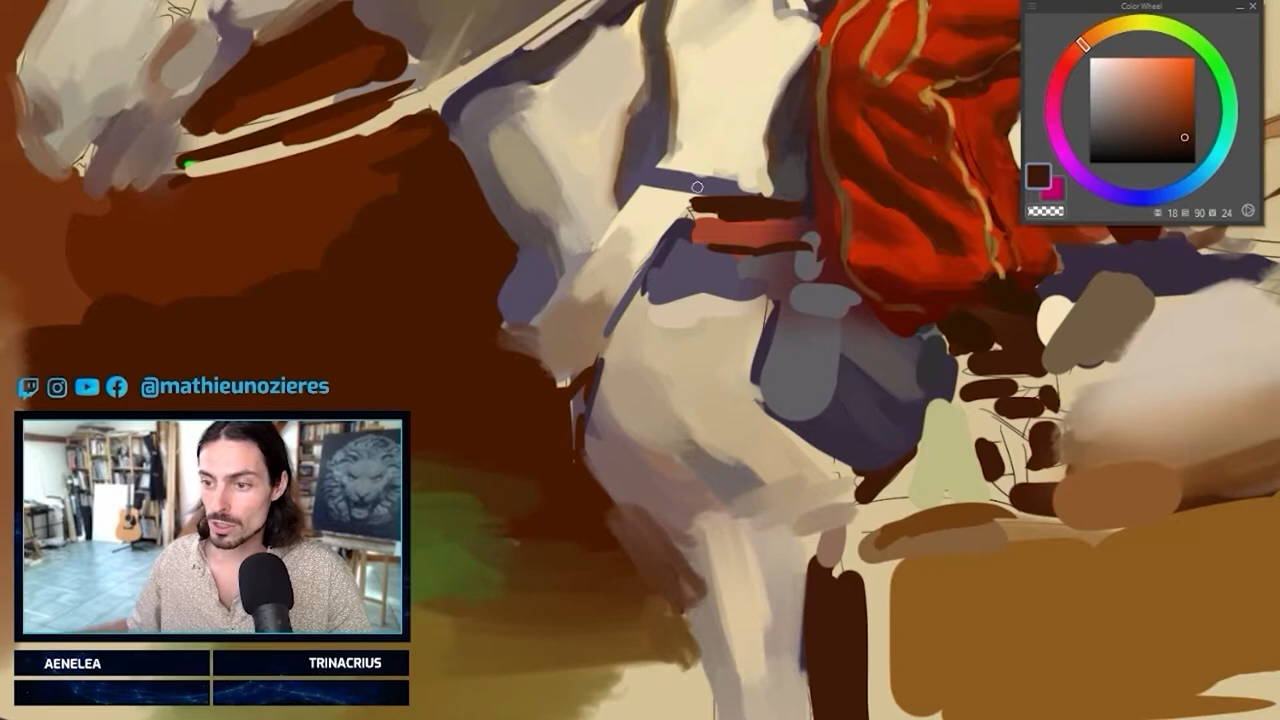 Color Wheel
18 90 24
@mathieunozieres
AENELEA
TRINACRIUS